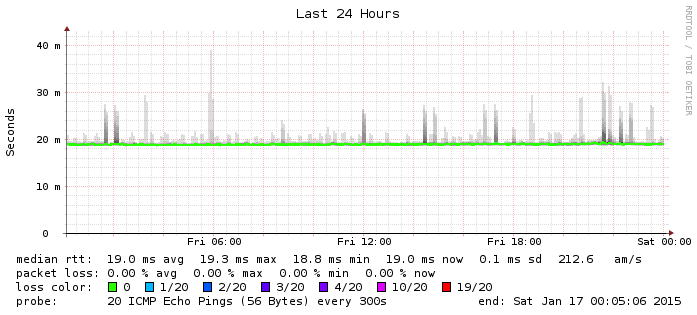 Last 24 Hours
RRDTOOL / TOBI OETIKER
Seconds
40 m
30 m
20 m
10 m
0
Fri 06:00 Fri 12:00 Fri 18:00 Sat 00:00
median rtt: 19.0 ms avg 19.3 ms max 18.8 ms min 19.0 ms now 0.1 ms sd 212.6 am/s
packet loss: 0.00 % avg 0.00 % max 0.00 % min 0.00 % now
loss color: 0 1/20 2/20 3/20 4/20 10/20 19/20
probe: 20 ICMP Echo Pings (56 Bytes) every 300s end: Sat Jan 17 00:05:06 2015